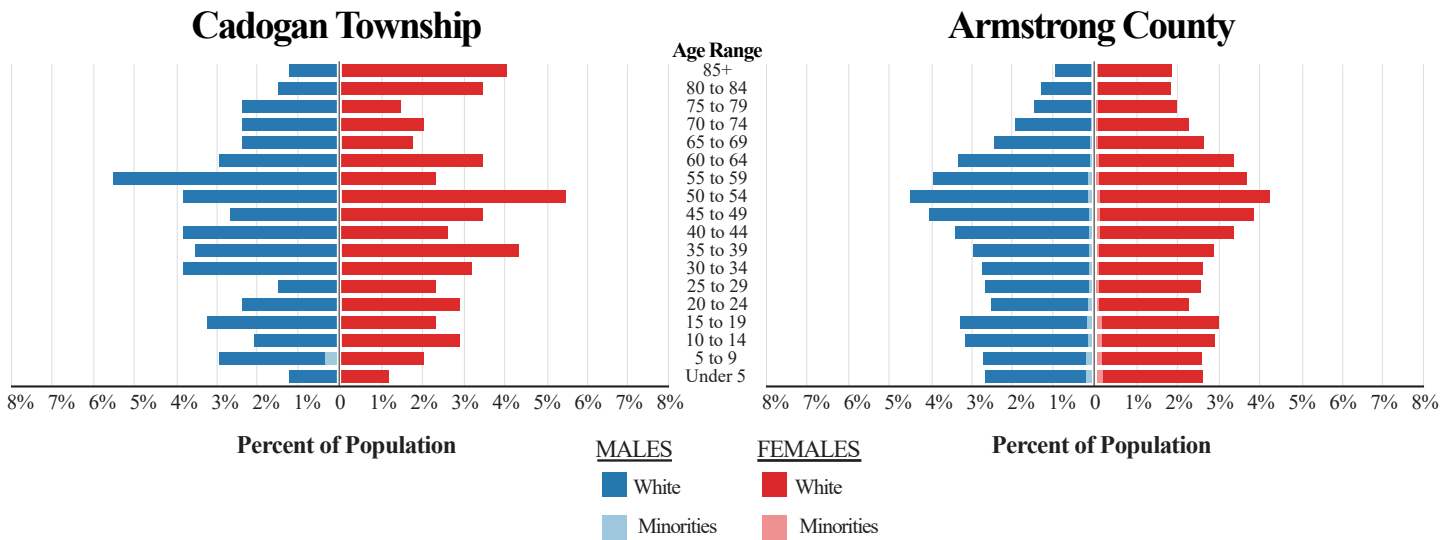 Cadogan Township
Armstrong County
Age Range
85+
80 to 84
75 to 79
70 to 74
65 to 69
60 to 64
55 to 59
50 to 54
45 to 49
40 to 44
35 to 39
30 to 34
25 to 29
20 to 24
15 to 19
10 to 14
5 to 9
Under 5
8% 7% 6% 5% 4% 3% 2% 1% 0 1% 2% 3% 4% 5% 6% 7% 8%
8% 7% 6% 5% 4% 3% 2% 1% 0 1% 2% 3% 4% 5% 6% 7% 8%
Percent of Population
Percent of Population
MALES
FEMALES
White
White
Minorities
Minorities